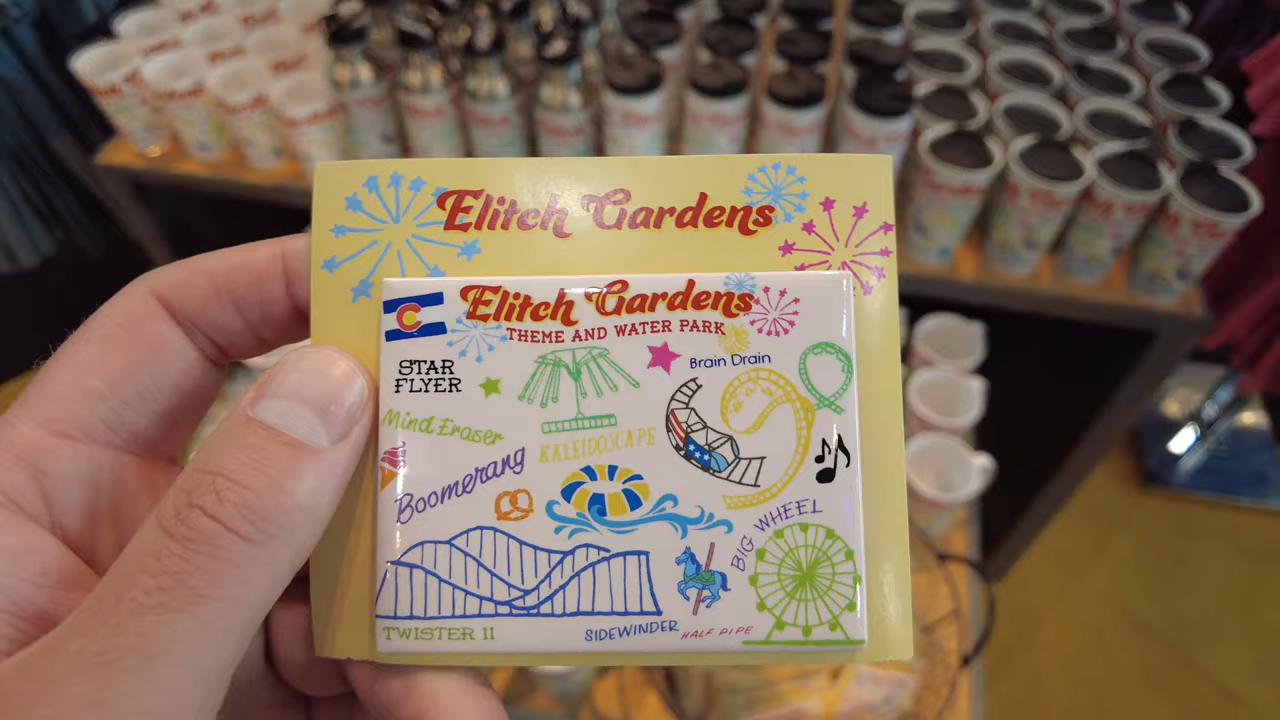 Elitch Gardens
Elitch Gardens
THEME AND WATER PARK
STAR
FLYER
Brain Drain
Mind Eraser
KALEIDOSCAPE
Boomerang
BIG WHEEL
TWISTER II
SIDEWINDER
HALF PIPE